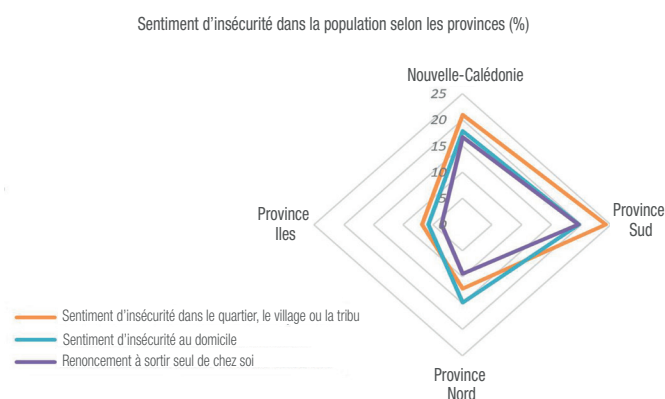 Sentiment d’insécurité dans la population selon les provinces (%)
Nouvelle-Calédonie
25
20
15
10
5
0
Province
Iles
Province
Sud
Sentiment d’insécurité dans le quartier, le village ou la tribu
Sentiment d’insécurité au domicile
Renoncement à sortir seul de chez soi
Province
Nord